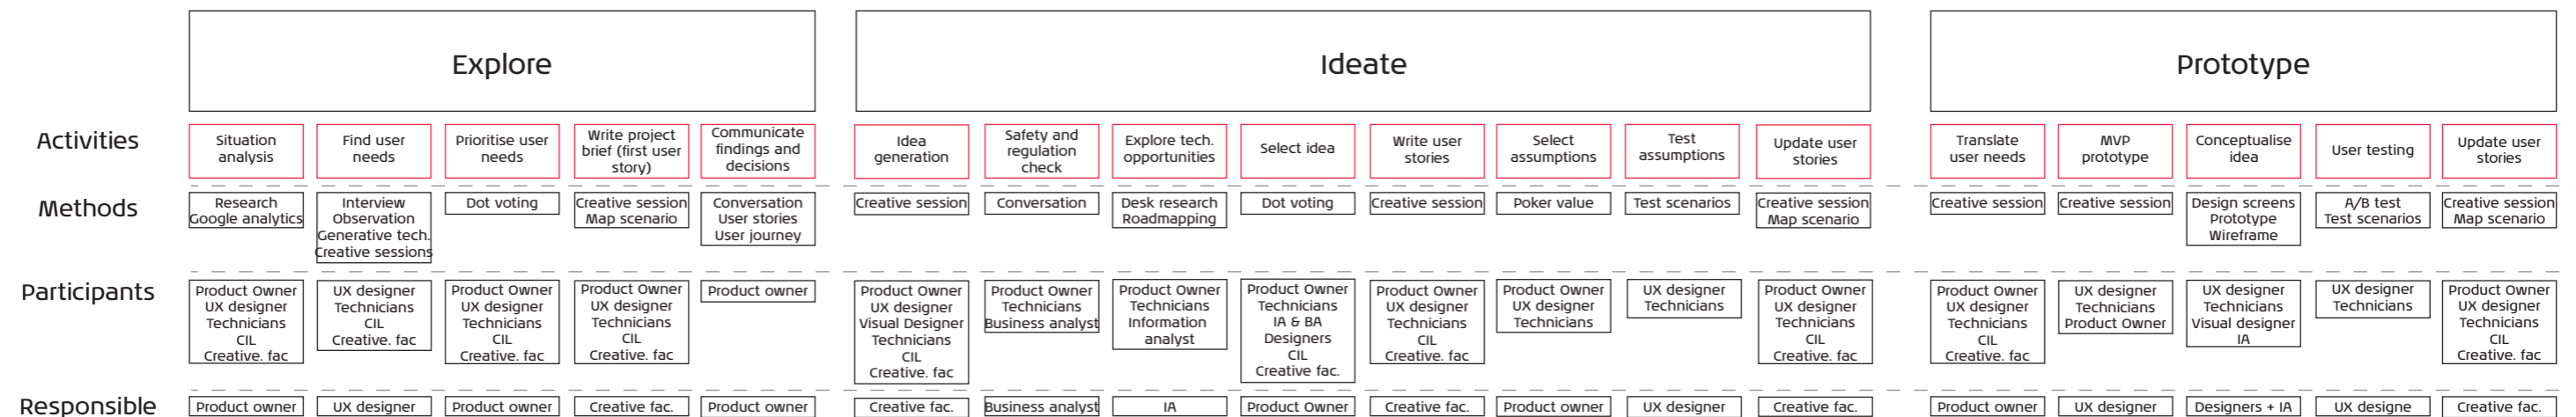 Explore
Ideate
Prototype
Activities
Situation
analysis
Find user
needs
Prioritise user
needs
Write project
brief (first user
story)
Communicate
findings and
decisions
Idea
generation
Safety and
regulation
check
Explore tech.
opportunities
Select idea
Write user
stories
Select
assumptions
Test
assumptions
Update user
stories
Translate
user needs
MVP
prototype
Conceptualise
idea
User testing
Update user
stories
Methods
Research
Google analytics
Interview
Observation
Generative tech.
Creative sessions
Dot voting
Creative session
Map scenario
Conversation
User stories
User journey
Creative session
Conversation
Desk research
Roadmapping
Dot voting
Creative session
Poker value
Test scenarios
Creative session
Map scenario
Creative session
Creative session
Design screens
Prototype
Wireframe
A/B test
Test scenarios
Creative session
Map scenario
Participants
Product Owner
UX designer
Technicians
CIL
Creative. fac
UX designer
Technicians
CIL
Creative. fac
Product Owner
UX designer
Technicians
CIL
Creative. fac
Product Owner
UX designer
Technicians
CIL
Creative. fac
Product owner
Product Owner
UX designer
Visual Designer
Technicians
CIL
Creative. fac
Product Owner
Technicians
Business analyst
Product Owner
Technicians
Information
analyst
Product Owner
Technicians
IA & BA
Designers
CIL
Creative fac.
Product Owner
UX designer
Technicians
CIL
Creative. fac
Product Owner
UX designer
Technicians
UX designer
Technicians
Product Owner
UX designer
Technicians
CIL
Creative. fac
Product Owner
UX designer
Technicians
CIL
Creative. fac
UX designer
Technicians
Product Owner
UX designer
Technicians
Visual designer
IA
UX designer
Technicians
Product Owner
UX designer
Technicians
CIL
Creative. fac
Responsible
Product owner
UX designer
Product owner
Creative fac.
Product owner
Creative fac.
Business analyst
IA
Product Owner
Creative fac.
Product owner
UX designer
Creative fac.
Product owner
UX designer
Designers + IA
UX designe
Creative fac.